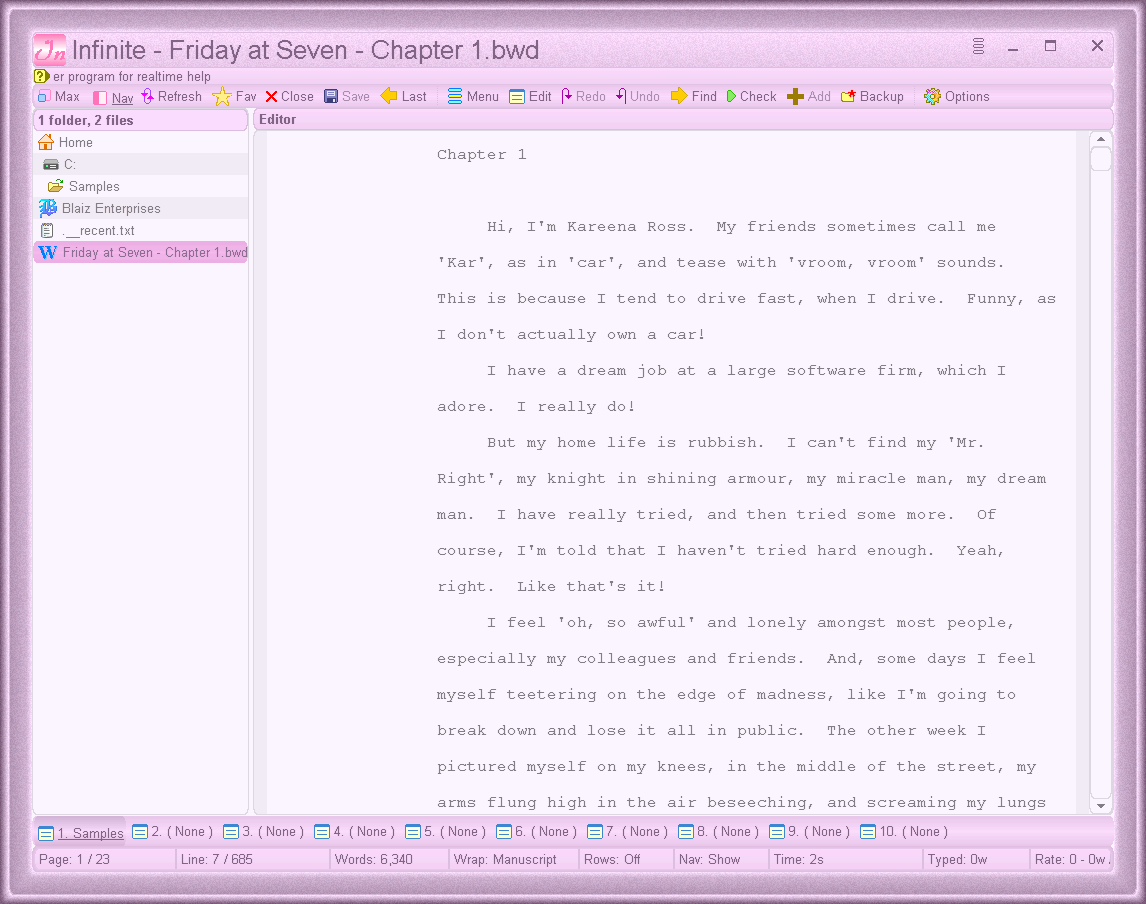 In Infinite - Friday at Seven - Chapter 1.bwd
? er program for realtime help
Max Nav Refresh Fav Close Save Last Menu Edit Redo Undo Find Check Add Backup Options
1 folder, 2 files
Editor
Home
C:
Samples
Blaiz Enterprises
.__recent.txt
W Friday at Seven - Chapter 1.bwd
Chapter 1
Hi, I'm Kareena Ross.  My friends sometimes call me
'Kar', as in 'car', and tease with 'vroom, vroom' sounds.
This is because I tend to drive fast, when I drive.  Funny, as
I don't actually own a car!
I have a dream job at a large software firm, which I
adore.  I really do!
But my home life is rubbish.  I can't find my 'Mr.
Right', my knight in shining armour, my miracle man, my dream
man.  I have really tried, and then tried some more.  Of
course, I'm told that I haven't tried hard enough.  Yeah,
right.  Like that's it!
I feel 'oh, so awful' and lonely amongst most people,
especially my colleagues and friends.  And, some days I feel
myself teetering on the edge of madness, like I'm going to
break down and lose it all in public.  The other week I
pictured myself on my knees, in the middle of the street, my
arms flung high in the air beseeching, and screaming my lungs
1. Samples 2. ( None ) 3. ( None ) 4. ( None ) 5. ( None ) 6. ( None ) 7. ( None ) 8. ( None ) 9. ( None ) 10. ( None )
Page: 1 / 23 Line: 7 / 685 Words: 6,340 Wrap: Manuscript Rows: Off Nav: Show Time: 2s Typed: 0w Rate: 0 - 0w